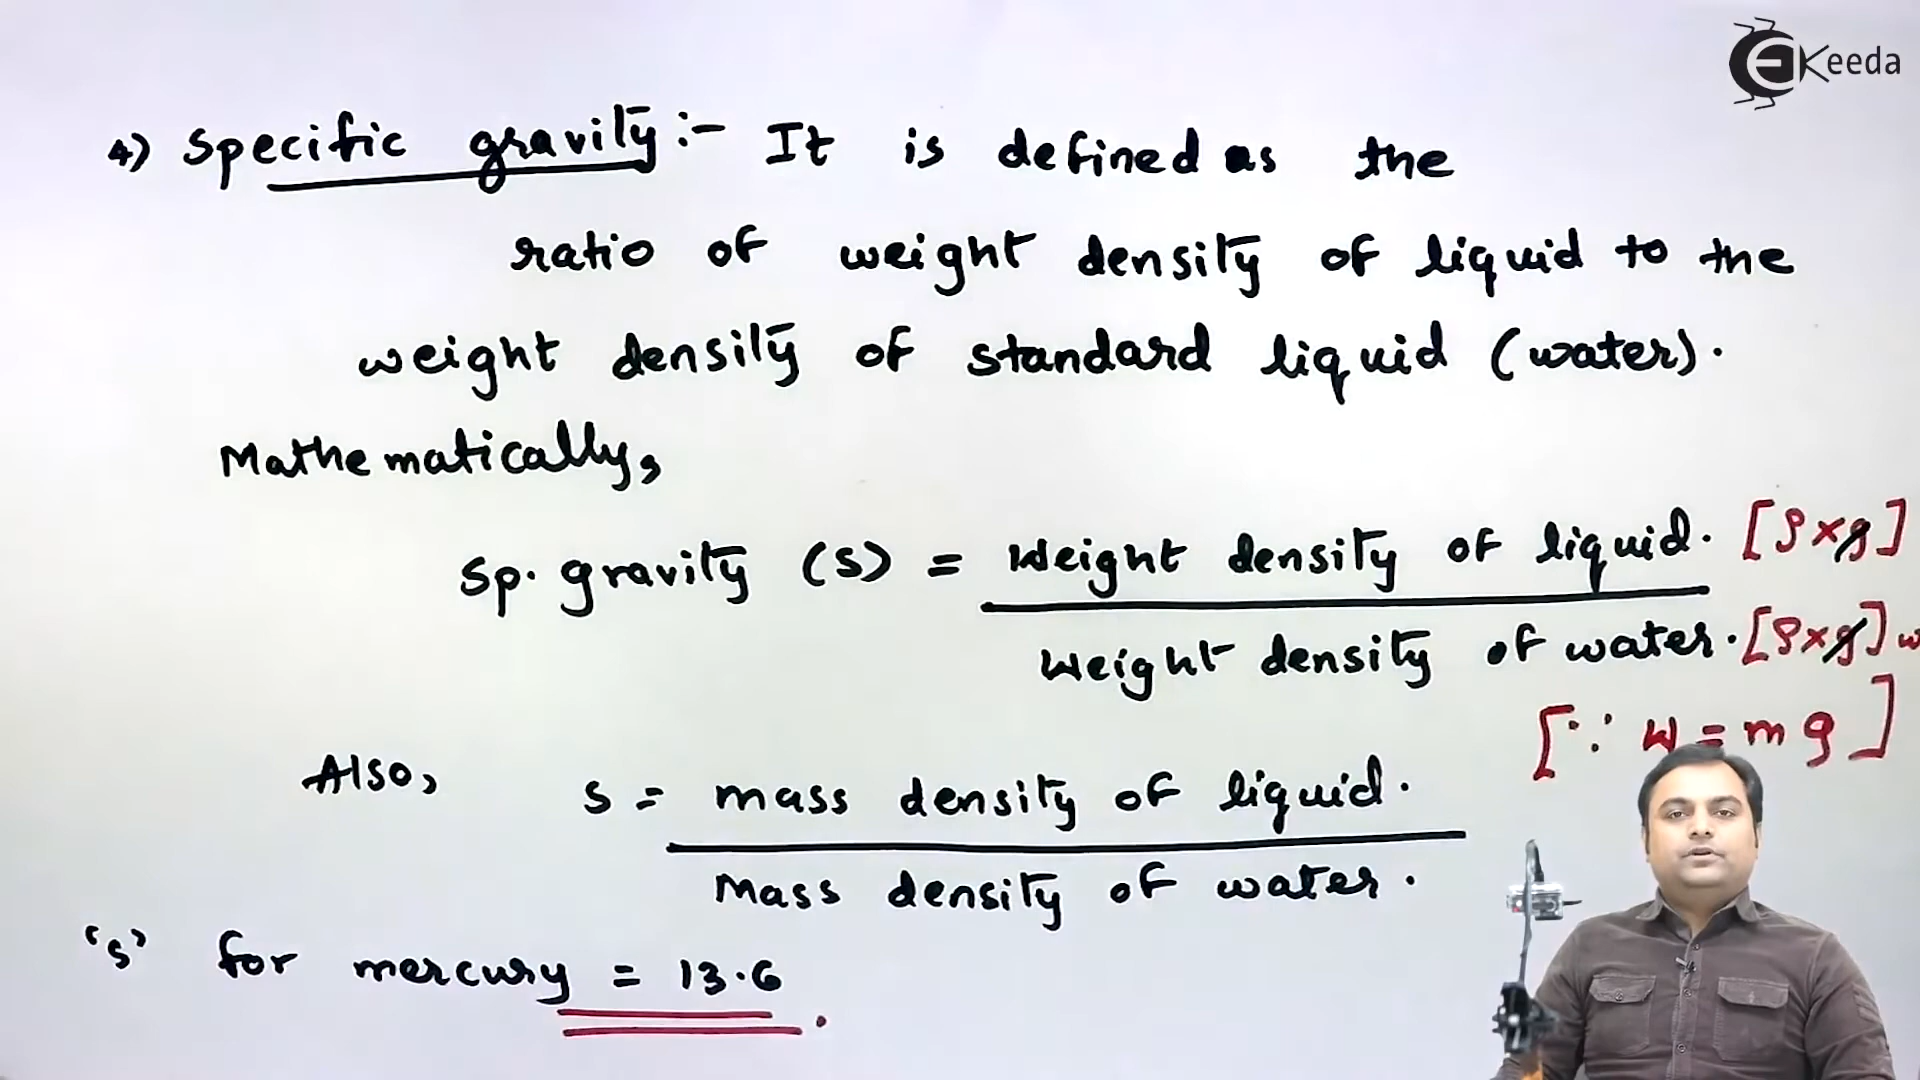 eKeeda
4) Specific gravity :- It is defined as the
ratio of weight density of liquid to the
weight density of standard liquid (water).
Mathematically,
Sp. gravity (S) = Weight density of liquid. [ρ×g]
Weight density of water. [ρ×g]w
[∵ W = mg]
Also, S = mass density of liquid.
Mass density of water.
'S' for mercury = 13.6.